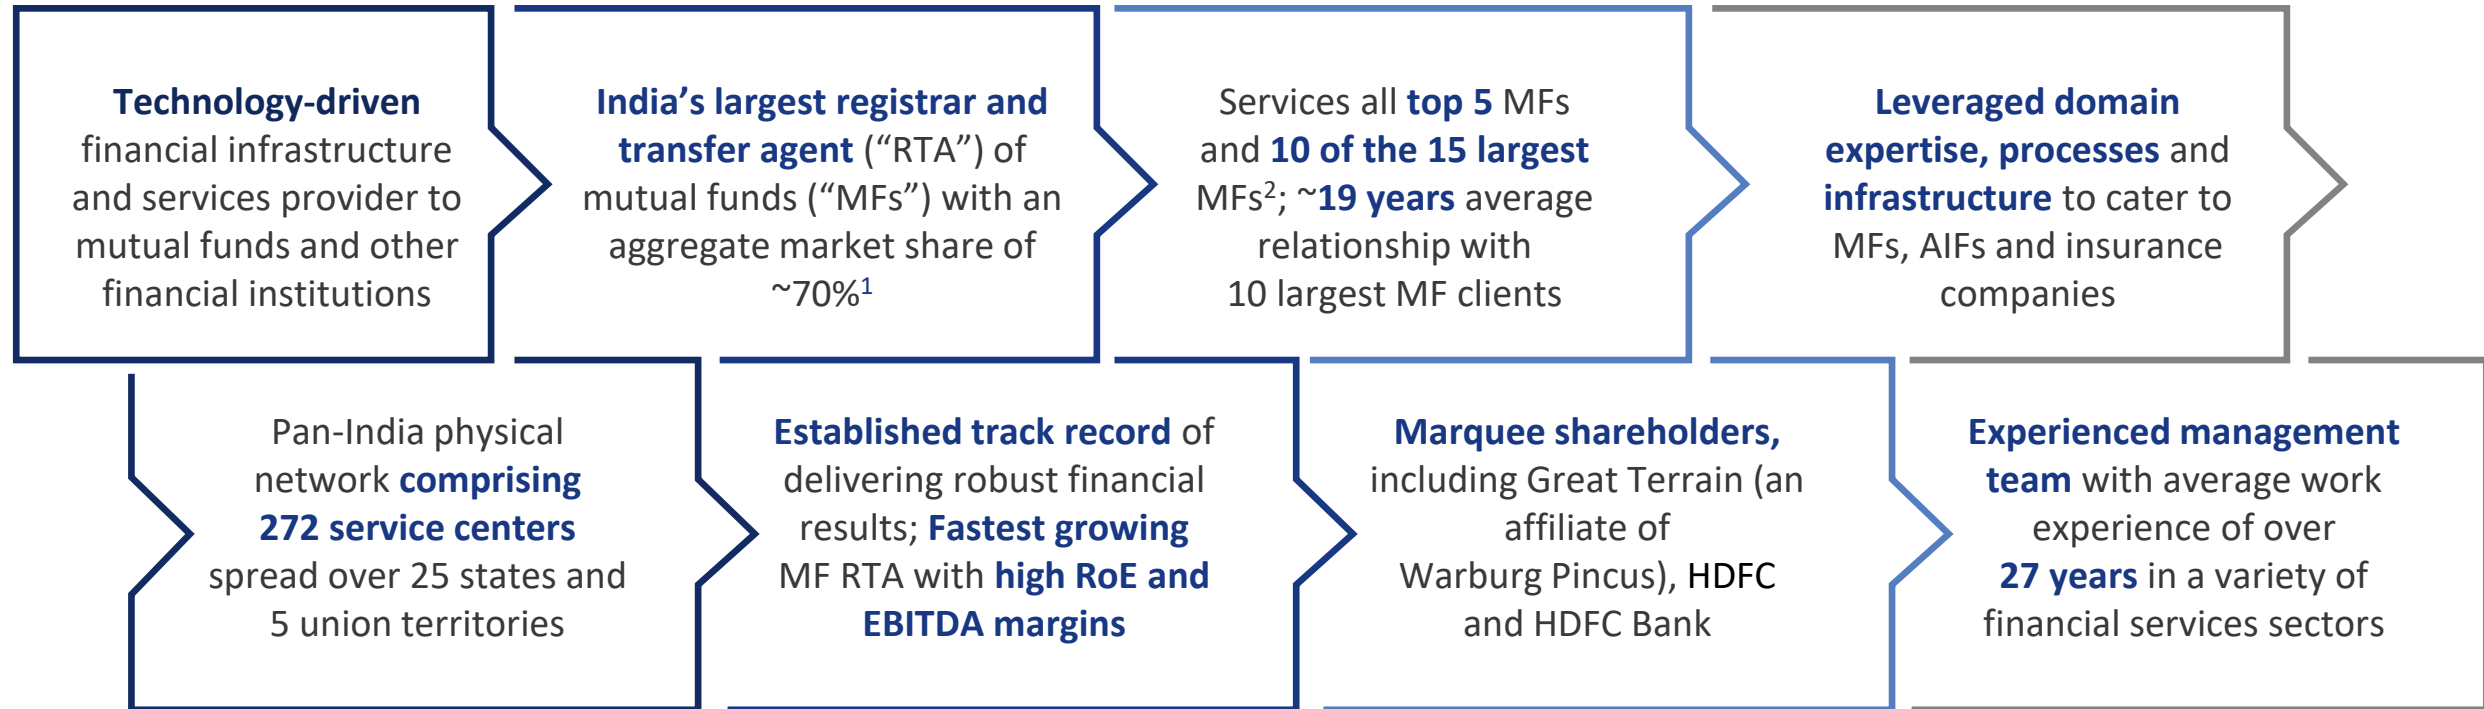 Technology-driven
financial infrastructure
and services provider to
mutual funds and other
financial institutions
India’s largest registrar and
transfer agent (“RTA”) of
mutual funds (“MFs”) with an
aggregate market share of
~70%¹
Services all top 5 MFs
and 10 of the 15 largest
MFs²; ~19 years average
relationship with
10 largest MF clients
Leveraged domain
expertise, processes and
infrastructure to cater to
MFs, AIFs and insurance
companies
Pan-India physical
network comprising
272 service centers
spread over 25 states and
5 union territories
Established track record of
delivering robust financial
results; Fastest growing
MF RTA with high RoE and
EBITDA margins
Marquee shareholders,
including Great Terrain (an
affiliate of
Warburg Pincus), HDFC
and HDFC Bank
Experienced management
team with average work
experience of over
27 years in a variety of
financial services sectors